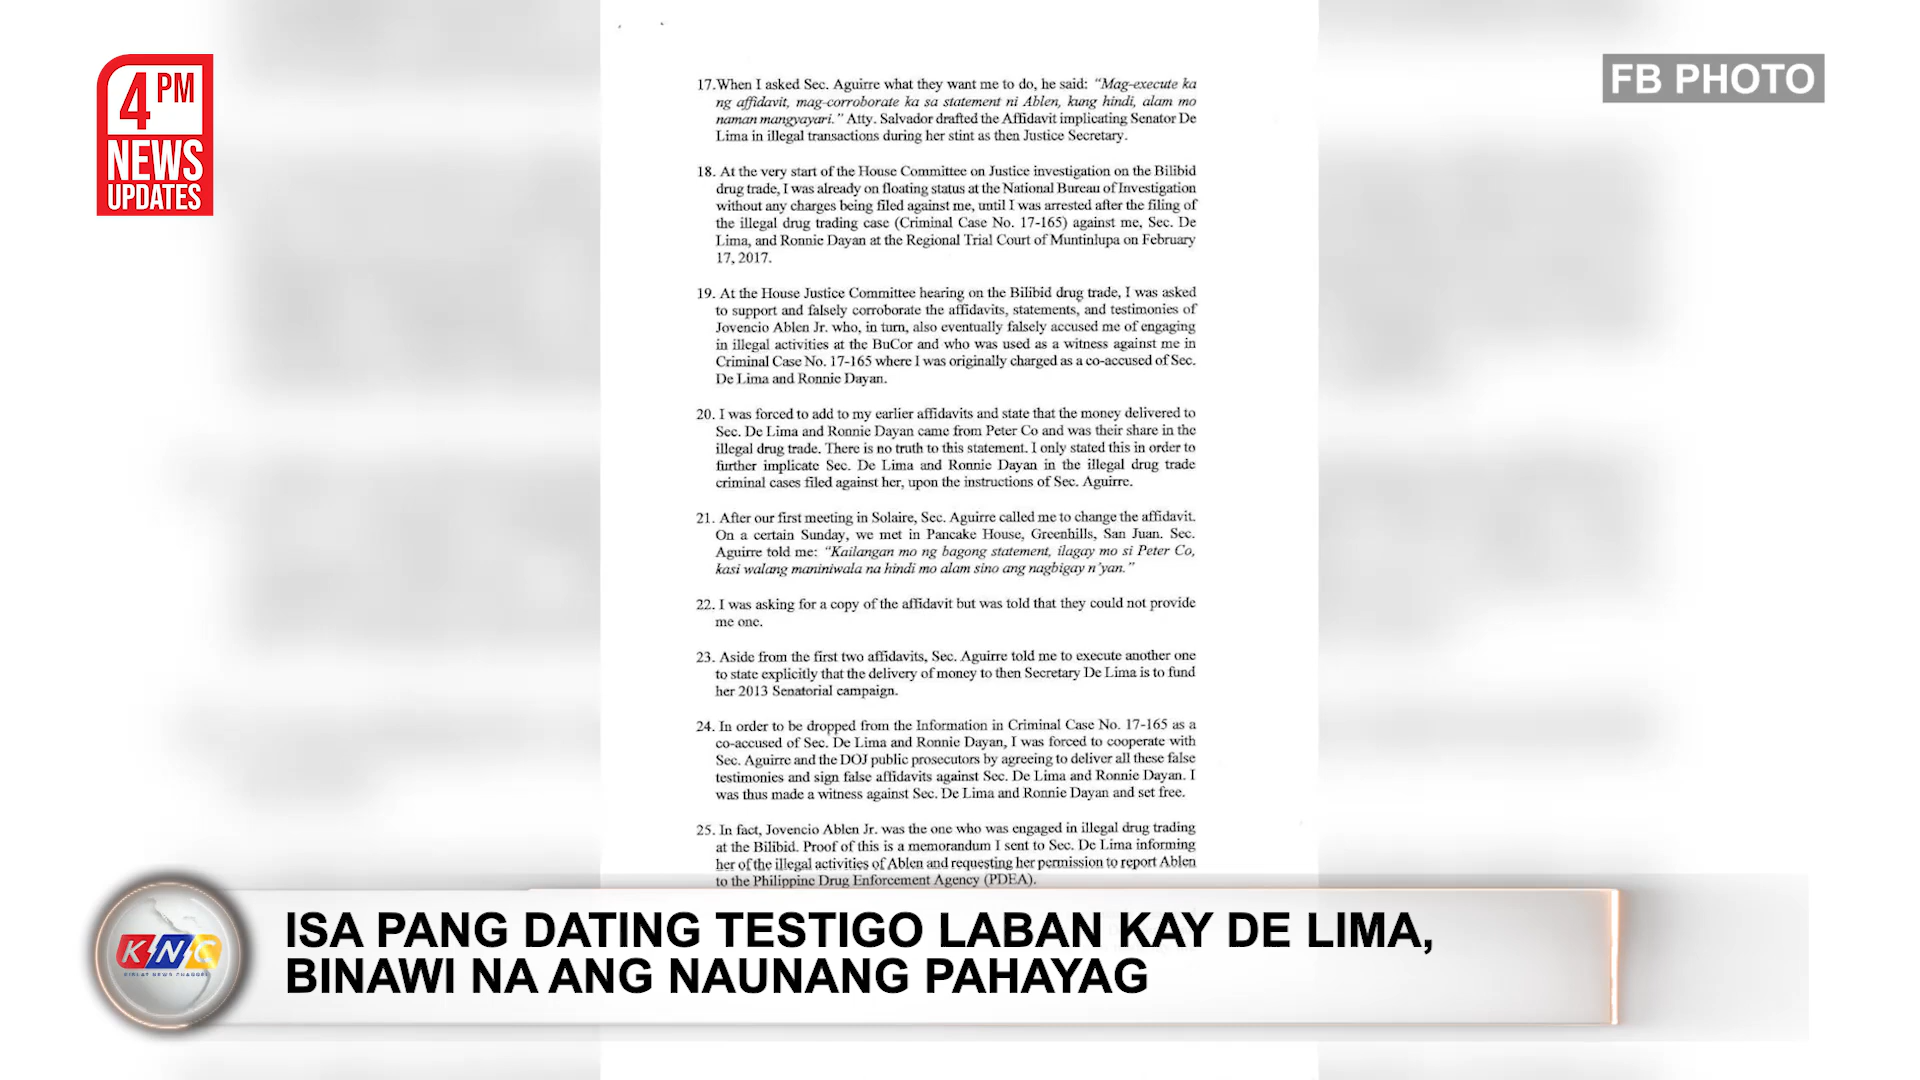 4 PM
NEWS
UPDATES
FB PHOTO
17.When I asked Sec. Aguirre what they want me to do, he said: “Mag-execute ka
ng affidavit, mag-corroborate ka sa statement ni Ablen, kung hindi, alam mo
naman mangyayari.” Atty. Salvador drafted the Affidavit implicating Senator De
Lima in illegal transactions during her stint as then Justice Secretary.
18. At the very start of the House Committee on Justice investigation on the Bilibid
drug trade, I was already on floating status at the National Bureau of Investigation
without any charges being filed against me, until I was arrested after the filing of
the illegal drug trading case (Criminal Case No. 17-165) against me, Sec. De
Lima, and Ronnie Dayan at the Regional Trial Court of Muntinlupa on February
17, 2017.
19. At the House Justice Committee hearing on the Bilibid drug trade, I was asked
to support and falsely corroborate the affidavits, statements, and testimonies of
Jovencio Ablen Jr. who, in turn, also eventually falsely accused me of engaging
in illegal activities at the BuCor and who was used as a witness against me in
Criminal Case No. 17-165 where I was originally charged as a co-accused of Sec.
De Lima and Ronnie Dayan.
20. I was forced to add to my earlier affidavits and state that the money delivered to
Sec. De Lima and Ronnie Dayan came from Peter Co and was their share in the
illegal drug trade. There is no truth to this statement. I only stated this in order to
further implicate Sec. De Lima and Ronnie Dayan in the illegal drug trade
criminal cases filed against her, upon the instructions of Sec. Aguirre.
21. After our first meeting in Solaire, Sec. Aguirre called me to change the affidavit.
On a certain Sunday, we met in Pancake House, Greenhills, San Juan. Sec.
Aguirre told me: “Kailangan mo ng bagong statement, ilagay mo si Peter Co,
kasi walang maniniwala na hindi mo alam sino ang nagbigay n’yan.”
22. I was asking for a copy of the affidavit but was told that they could not provide
me one.
23. Aside from the first two affidavits, Sec. Aguirre told me to execute another one
to state explicitly that the delivery of money to then Secretary De Lima is to fund
her 2013 Senatorial campaign.
24. In order to be dropped from the Information in Criminal Case No. 17-165 as a
co-accused of Sec. De Lima and Ronnie Dayan, I was forced to cooperate with
Sec. Aguirre and the DOJ public prosecutors by agreeing to deliver all these false
testimonies and sign false affidavits against Sec. De Lima and Ronnie Dayan. I
was thus made a witness against Sec. De Lima and Ronnie Dayan and set free.
25. In fact, Jovencio Ablen Jr. was the one who was engaged in illegal drug trading
at the Bilibid. Proof of this is a memorandum I sent to Sec. De Lima informing
her of the illegal activities of Ablen and requesting her permission to report Ablen
to the Philippine Drug Enforcement Agency (PDEA).
KNC
ISA PANG DATING TESTIGO LABAN KAY DE LIMA,
BINAWI NA ANG NAUNANG PAHAYAG